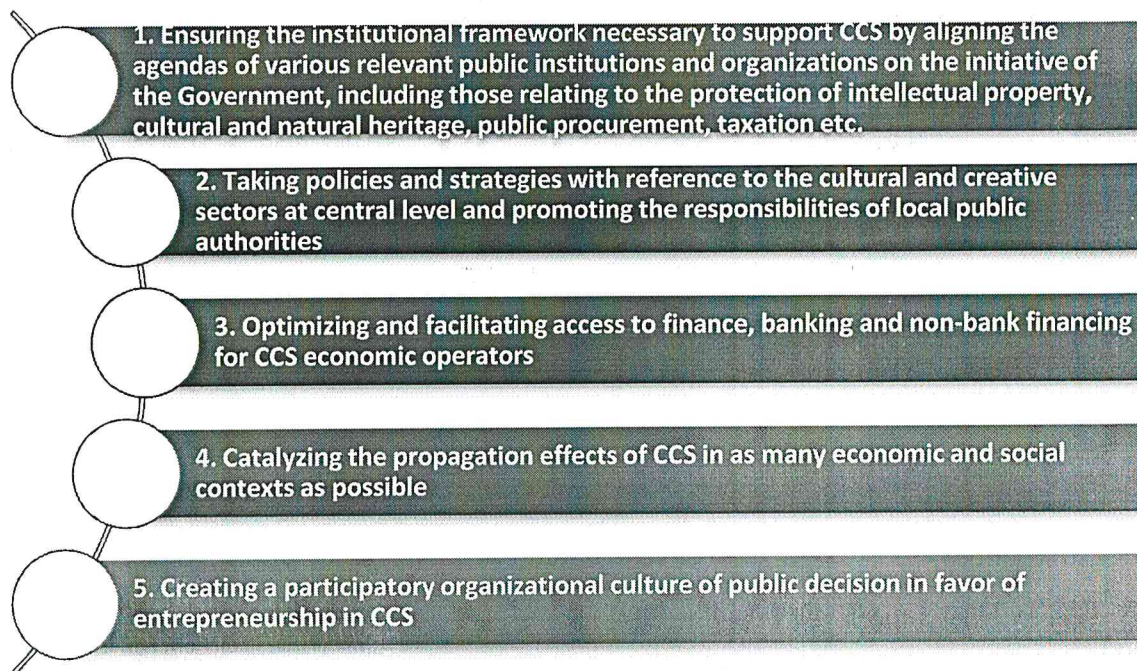 1. Ensuring the institutional framework necessary to support CCS by aligning the
agendas of various relevant public institutions and organizations on the initiative of
the Government, including those relating to the protection of intellectual property,
cultural and natural heritage, public procurement, taxation etc.
2. Taking policies and strategies with reference to the cultural and creative
sectors at central level and promoting the responsibilities of local public
authorities
3. Optimizing and facilitating access to finance, banking and non-bank financing
for CCS economic operators
4. Catalyzing the propagation effects of CCS in as many economic and social
contexts as possible
5. Creating a participatory organizational culture of public decision in favor of
entrepreneurship in CCS